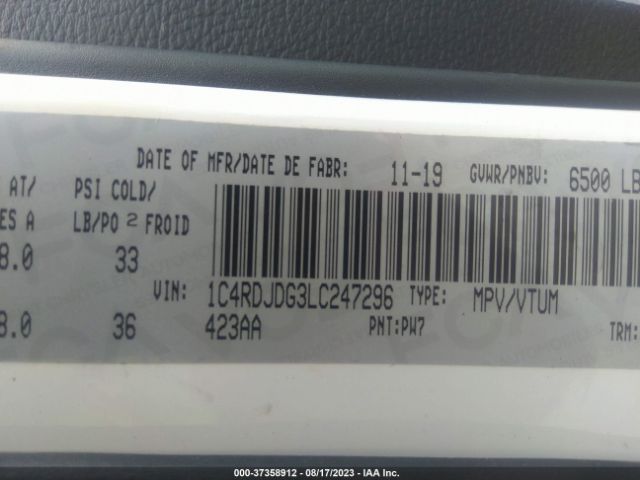 DATE OF MFR/DATE DE FABR: 11-19 GVWR/PNBV: 6500 LB
AT/ PSI COLD/
ES A LB/PO 2 FROID
8.0 33
VIN: 1C4RDJDG3LC247296 TYPE: MPV/VTUM
8.0 36 423AA PNT:PW7 TRM:
000-37358912 - 08/17/2023 - IAA Inc.